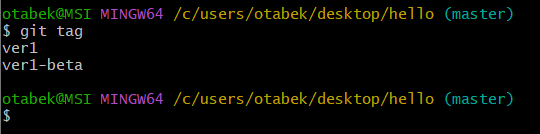 otabek@MSI MINGW64 /c/users/otabek/desktop/hello (master)
$ git tag
ver1
ver1-beta
otabek@MSI MINGW64 /c/users/otabek/desktop/hello (master)
$